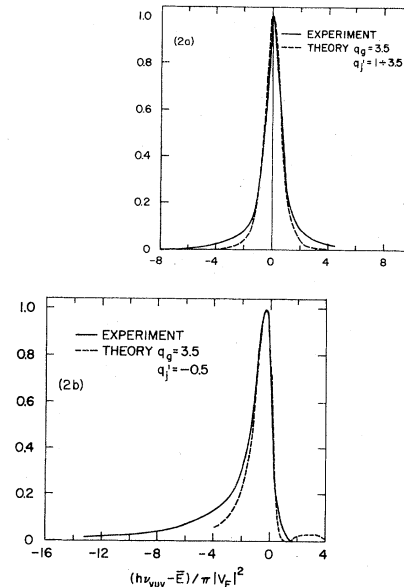 (2a)
EXPERIMENT
THEORY q_g = 3.5
q_j' = 1 ÷ 3.5
1.0
0.8
0.6
0.4
0.2
0
-8 -4 0 4 8
(2b)
EXPERIMENT
THEORY q_g = 3.5
q_j' = -0.5
1.0
0.8
0.6
0.4
0.2
0
-16 -12 -8 -4 0 4
(hν_vuv - E̅) / π|V_E|²